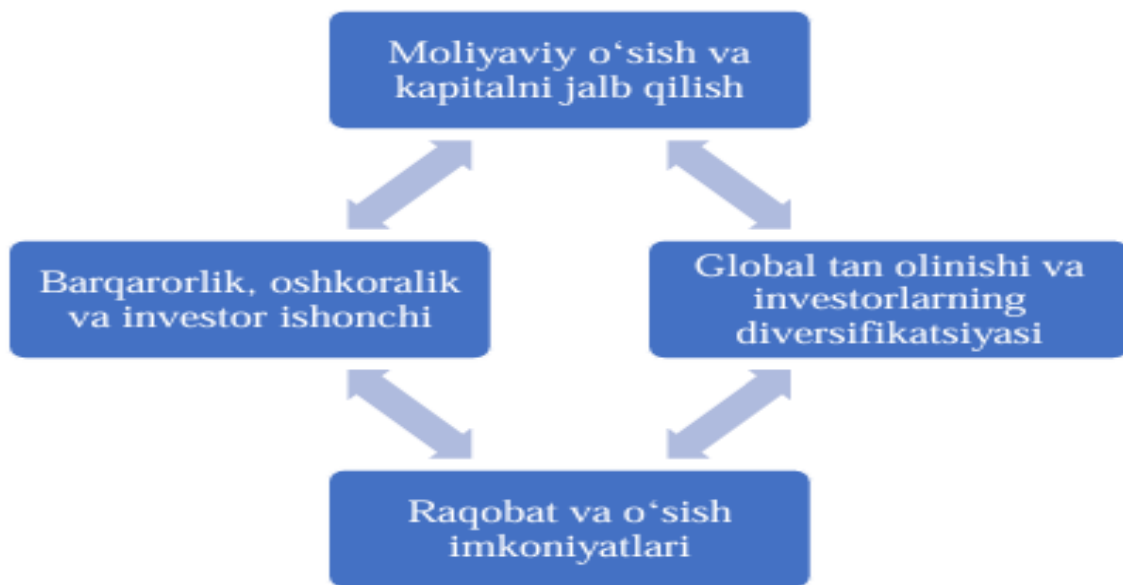 Moliyaviy o‘sish va
kapitalni jalb qilish
Barqarorlik, oshkoralik
va investor ishonchi
Global tan olinishi va
investorlarning
diversifikatsiyasi
Raqobat va o‘sish
imkoniyatlari